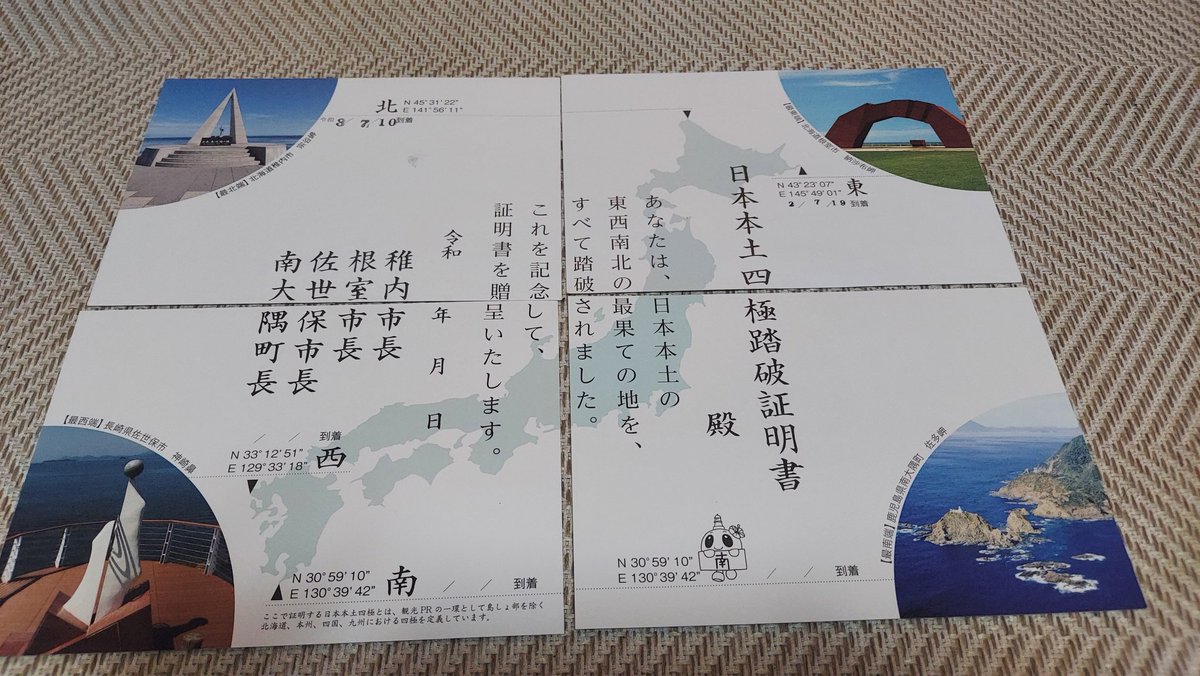 北
N 45°31'22"
E 141°56'11"
令和 3/ 7/10 到着
【最北端】北海道稚内市 宗谷岬
【最東端】北海道根室市 納沙布岬
N 43°23'07"
E 145°49'01"
東
2/ 7/19 到着
日本本土四極踏破証明書
殿
あなたは、日本本土の
東西南北の最果ての地を、
すべて踏破されました。
これを記念して、
証明書を贈呈いたします。
令和 年 月 日
稚内市長
根室市長
佐世保市長
南大隅町長
【最西端】長崎県佐世保市 神崎鼻
/ / 到着
N 33°12'51"
E 129°33'18"
西
N 30°59'10"
E 130°39'42"
南
/ / 到着
ここで証明する日本本土四極とは、観光PRの一環として島しょ部を除く
北海道、本州、四国、九州における四極を定義しています。
N 30°59'10"
E 130°39'42"
南
/ / 到着
【最南端】鹿児島県南大隅町 佐多岬